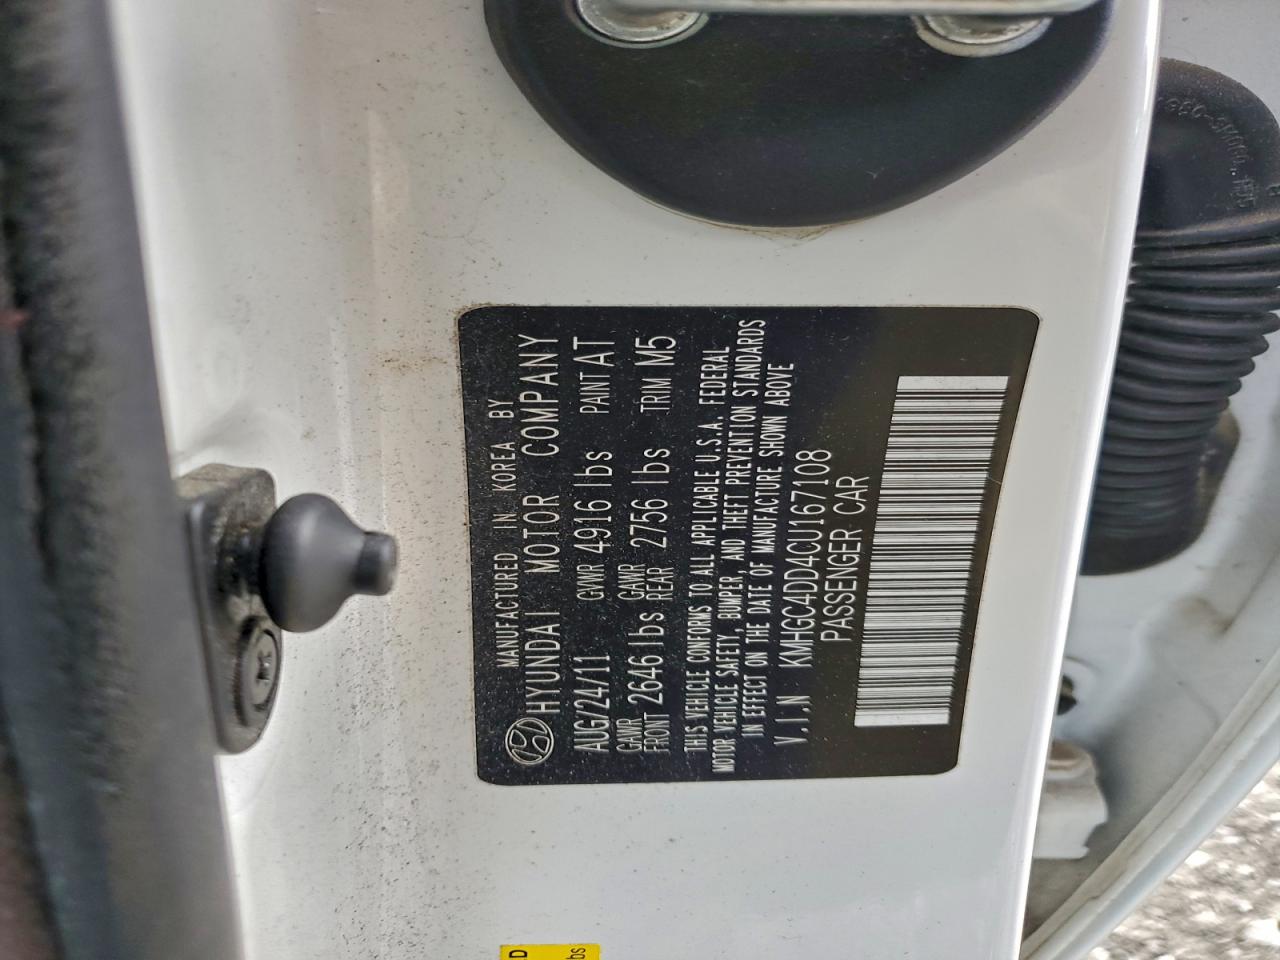 MANUFACTURED IN KOREA BY
HYUNDAI MOTOR COMPANY
AUG/24/11 GVWR 4916 lbs PAINT AT
GAWR FRONT 2646 lbs GAWR REAR 2756 lbs TRIM M5
THIS VEHICLE CONFORMS TO ALL APPLICABLE U.S.A. FEDERAL
MOTOR VEHICLE SAFETY, BUMPER, AND THEFT PREVENTION STANDARDS
IN EFFECT ON THE DATE OF MANUFACTURE SHOWN ABOVE
V.I.N KMHGC4DD4CU167108
PASSENGER CAR